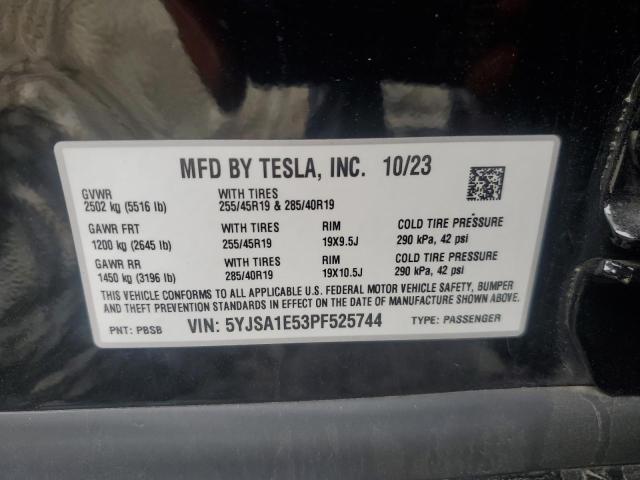 MFD BY TESLA, INC. 10/23
GVWR WITH TIRES
2502 kg (5516 lb) 255/45R19 & 285/40R19
GAWR FRT WITH TIRES RIM COLD TIRE PRESSURE
1200 kg (2645 lb) 255/45R19 19X9.5J 290 kPa, 42 psi
GAWR RR WITH TIRES RIM COLD TIRE PRESSURE
1450 kg (3196 lb) 285/40R19 19X10.5J 290 kPa, 42 psi
THIS VEHICLE CONFORMS TO ALL APPLICABLE U.S. FEDERAL MOTOR VEHICLE SAFETY, BUMPER
AND THEFT PREVENTION STANDARDS IN EFFECT ON THE DATE OF MANUFACTURE SHOWN ABOVE.
PNT: PBSB VIN: 5YJSA1E53PF525744 TYPE: PASSENGER